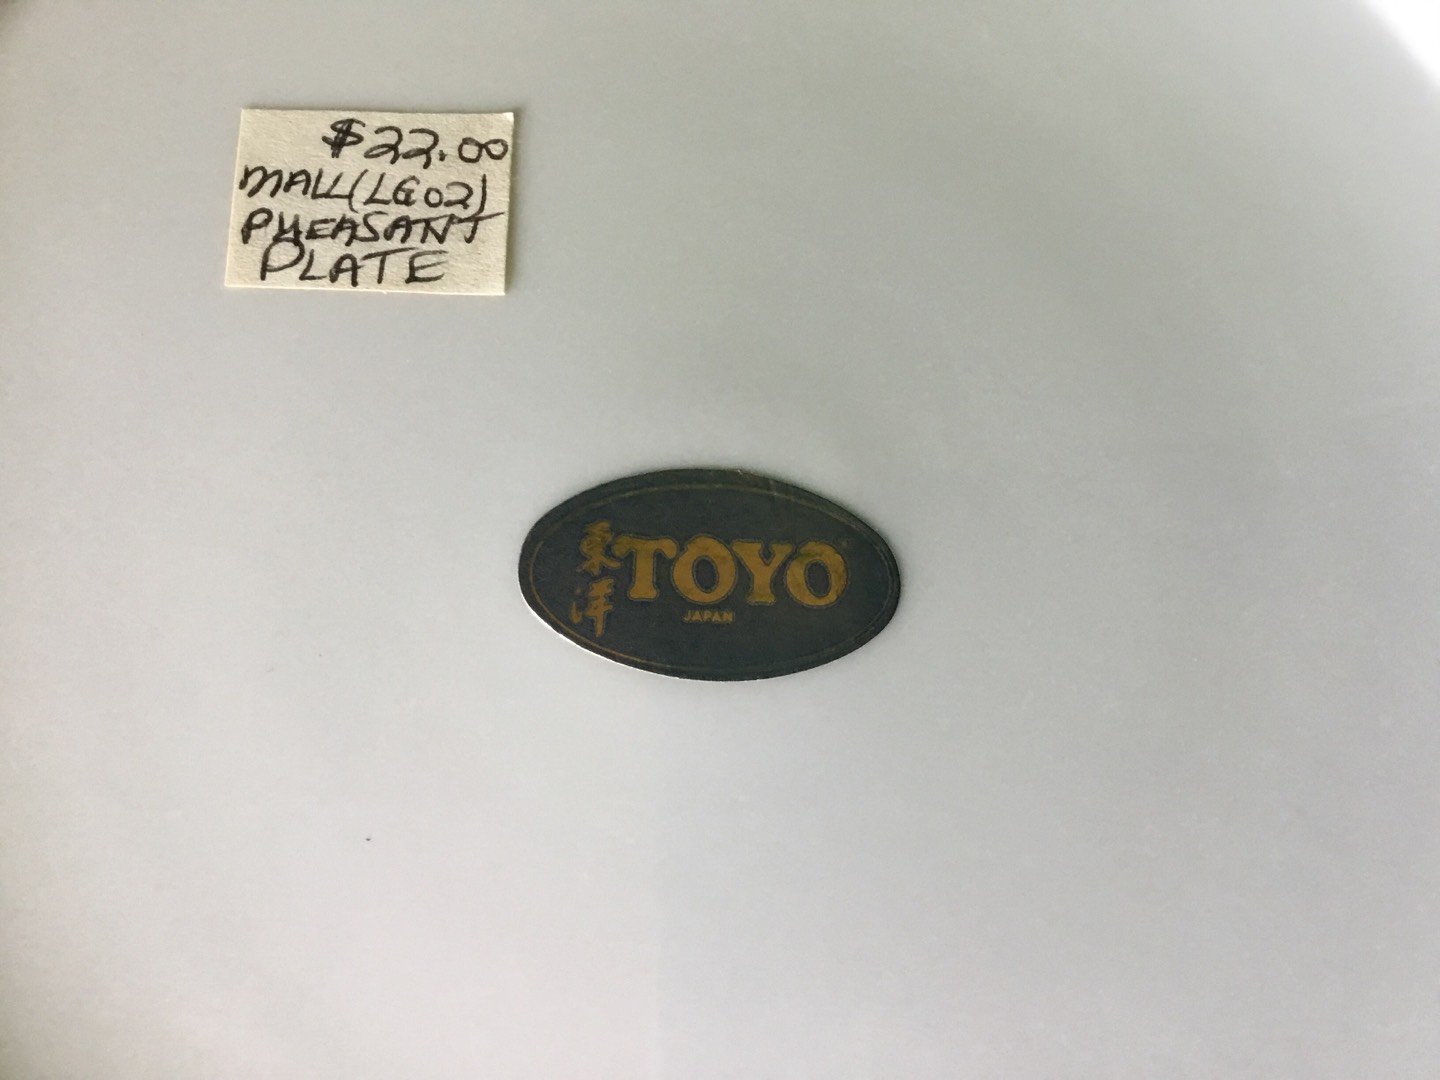 $22.00
MALL(LG02)
PHEASANT
PLATE
東洋
TOYO
JAPAN